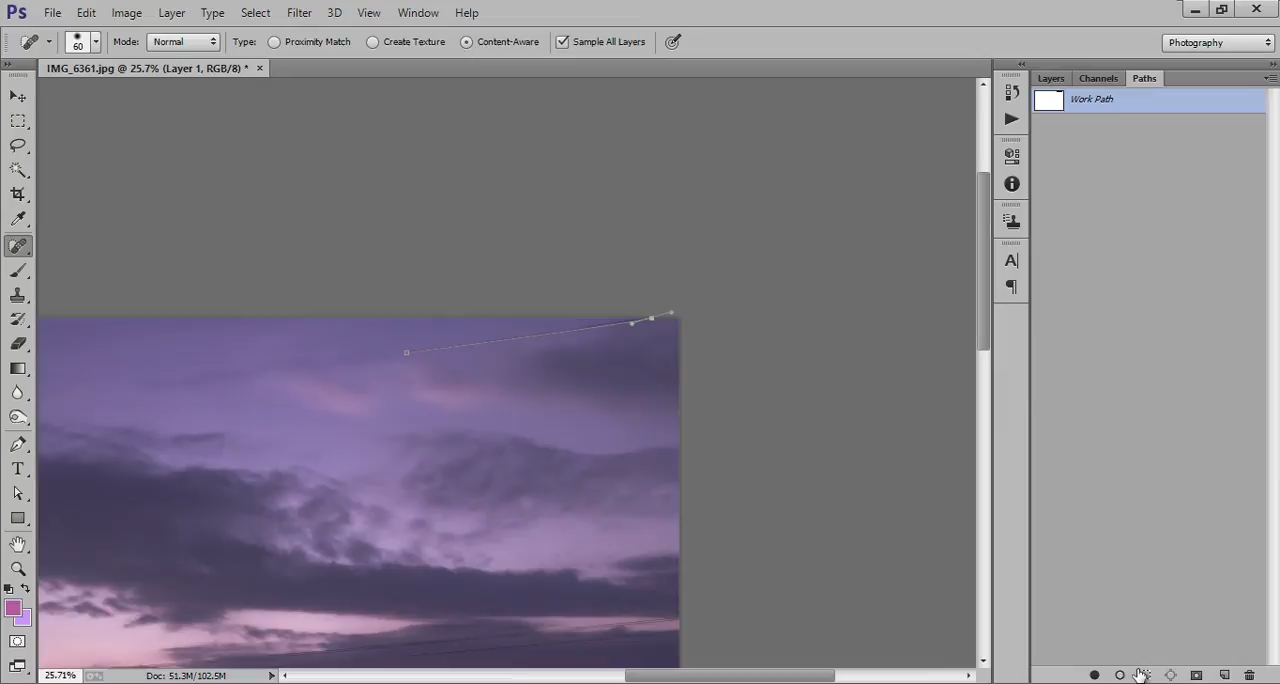 Ps File Edit Image Layer Type Select Filter 3D View Window Help
60 Mode: Normal Type: Proximity Match Create Texture Content-Aware Sample All Layers Photography
IMG_6361.jpg @ 25.7% (Layer 1, RGB/8) * × Layers Channels Paths
Work Path
A
T
25.71% Doc: 51.3M/102.5M